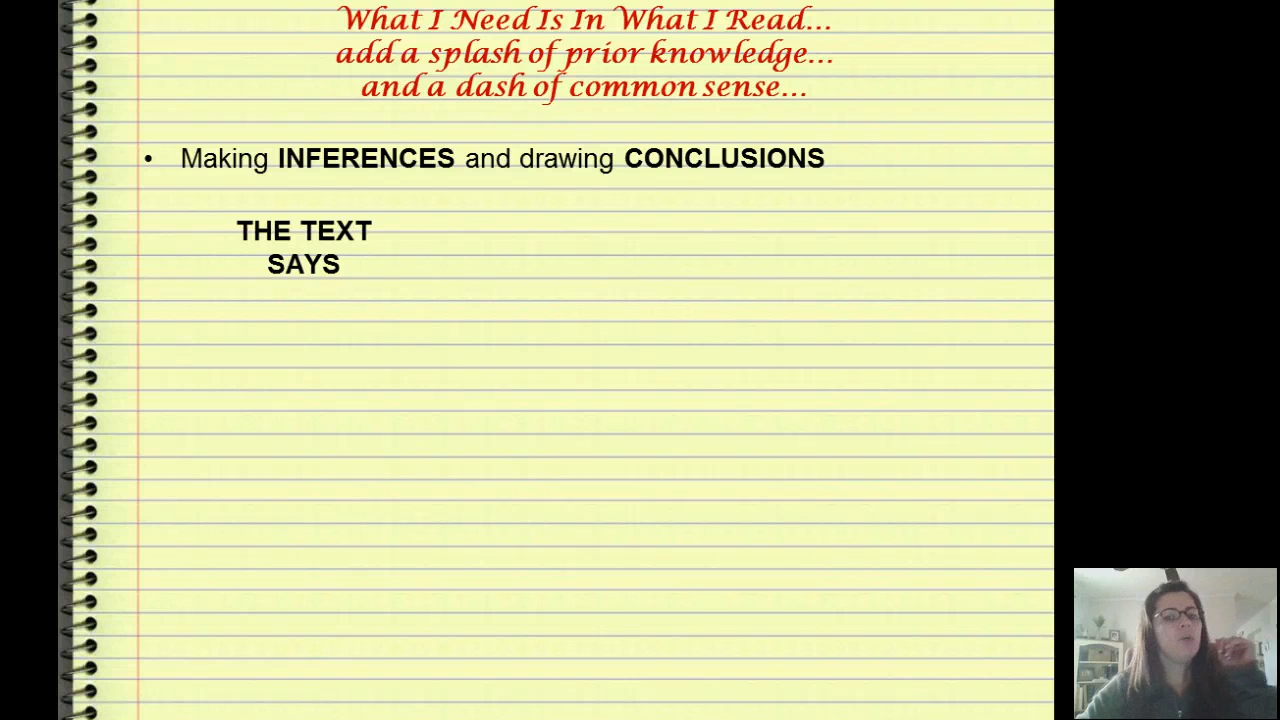 What I Need Is In What I Read...
add a splash of prior knowledge...
and a dash of common sense...
• Making INFERENCES and drawing CONCLUSIONS
THE TEXT
SAYS